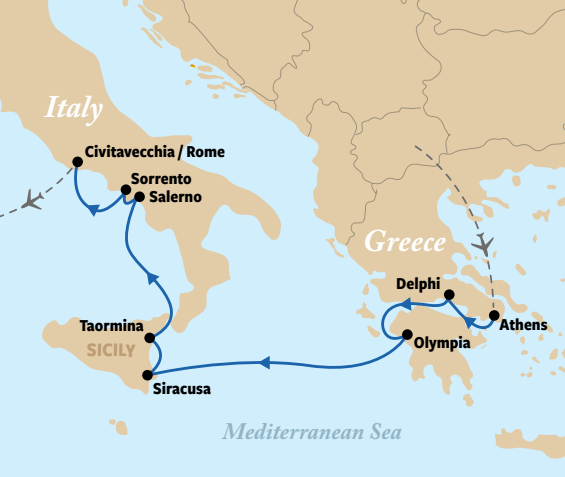 Italy
Civitavecchia / Rome
Sorrento
Salerno
Greece
Delphi
Athens
Olympia
Taormina
SICILY
Siracusa
Mediterranean Sea